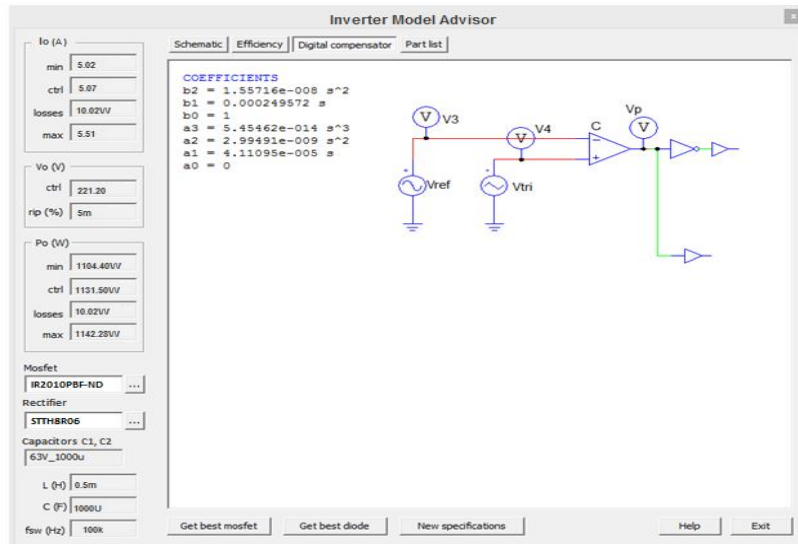 Inverter Model Advisor
x
Io (A)
min 5.02
ctrl 5.07
losses 10.02W
max 5.51
Vo (V)
ctrl 221.20
rip (%) 5m
Po (W)
min 1104.40W
ctrl 1131.50W
losses 10.02W
max 1142.28W
Mosfet
IR2010PBF-ND ...
Rectifier
STTH8R06 ...
Capacitors C1, C2
63V_1000u
L (H) 0.5m
C (F) 1000U
fsw (Hz) 100k
Schematic Efficiency Digital compensator Part list
COEFFICIENTS
b2 = 1.55716e-008 s^2
b1 = 0.000249572 s
b0 = 1
a3 = 5.45462e-014 s^3
a2 = 2.99491e-009 s^2
a1 = 4.11095e-005 s
a0 = 0
V V3
V V4
C
Vp
V
Vref
Vtri
Get best mosfet Get best diode New specifications Help Exit